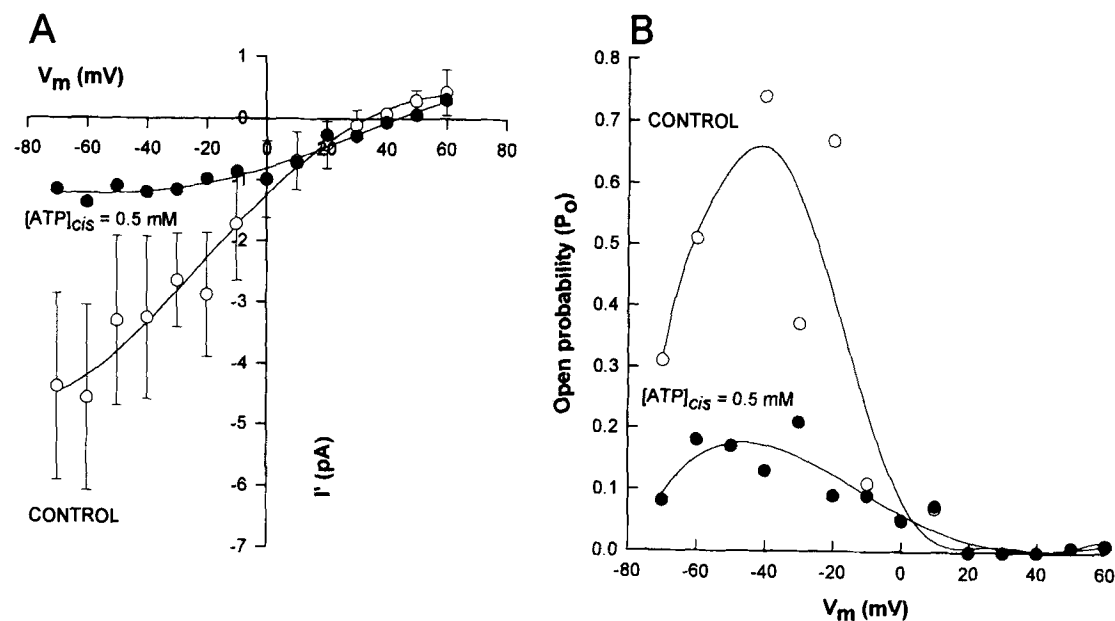 A
V_m (mV)
1
0
-1
-2
-3
-4
-5
-6
-7
-80 -60 -40 -20 0 20 40 60 80
[ATP]_cis = 0.5 mM
I' (pA)
CONTROL
B
0.8
0.7
0.6
0.5
0.4
0.3
0.2
0.1
0.0
Open probability (P_o)
CONTROL
[ATP]_cis = 0.5 mM
-80 -60 -40 -20 0 20 40 60
V_m (mV)